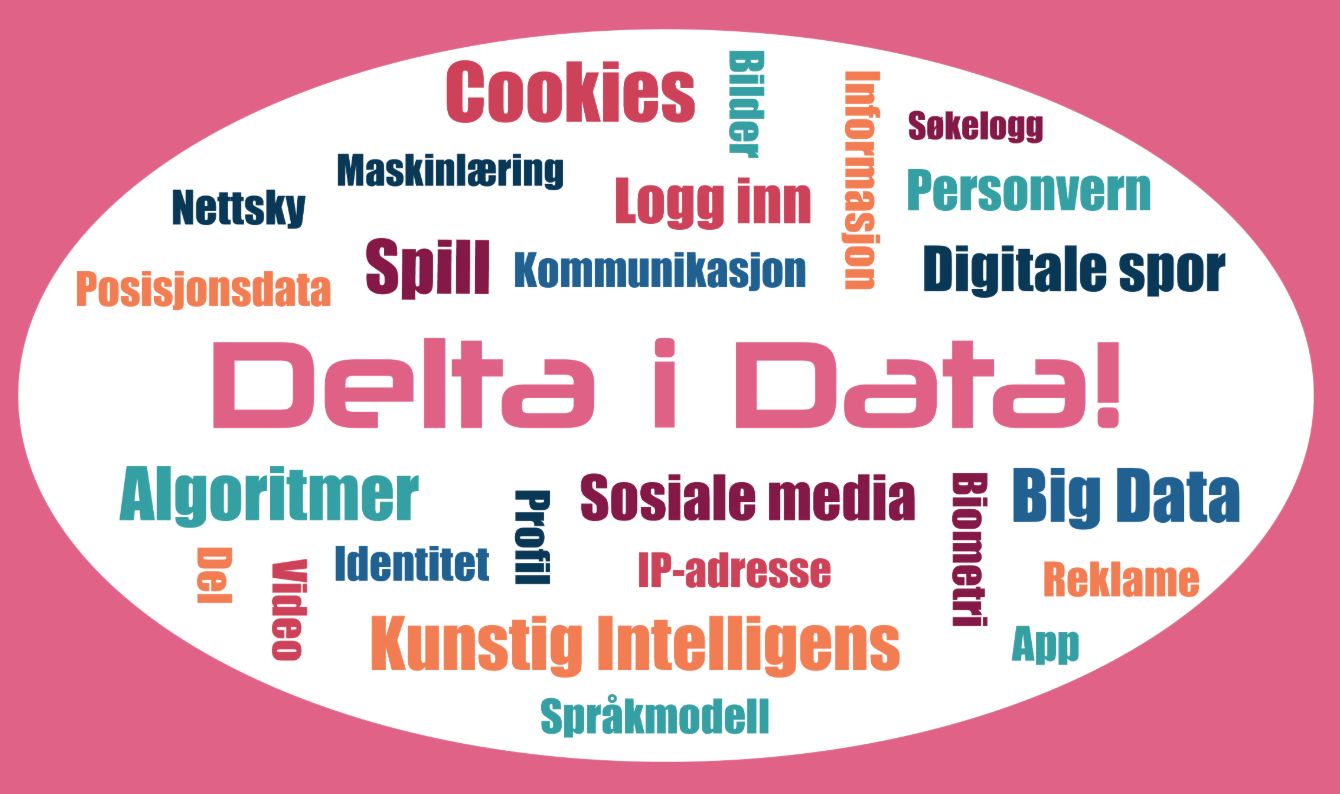 Cookies
Bilder
Informasjon
Søkelogg
Maskinlæring
Nettsky
Logg inn
Personvern
Spill
Kommunikasjon
Digitale spor
Posisjonsdata
Delta i Data!
Algoritmer
Profil
Sosiale media
Biometri
Big Data
Del
Video
Identitet
IP-adresse
Reklame
Kunstig Intelligens
App
Språkmodell